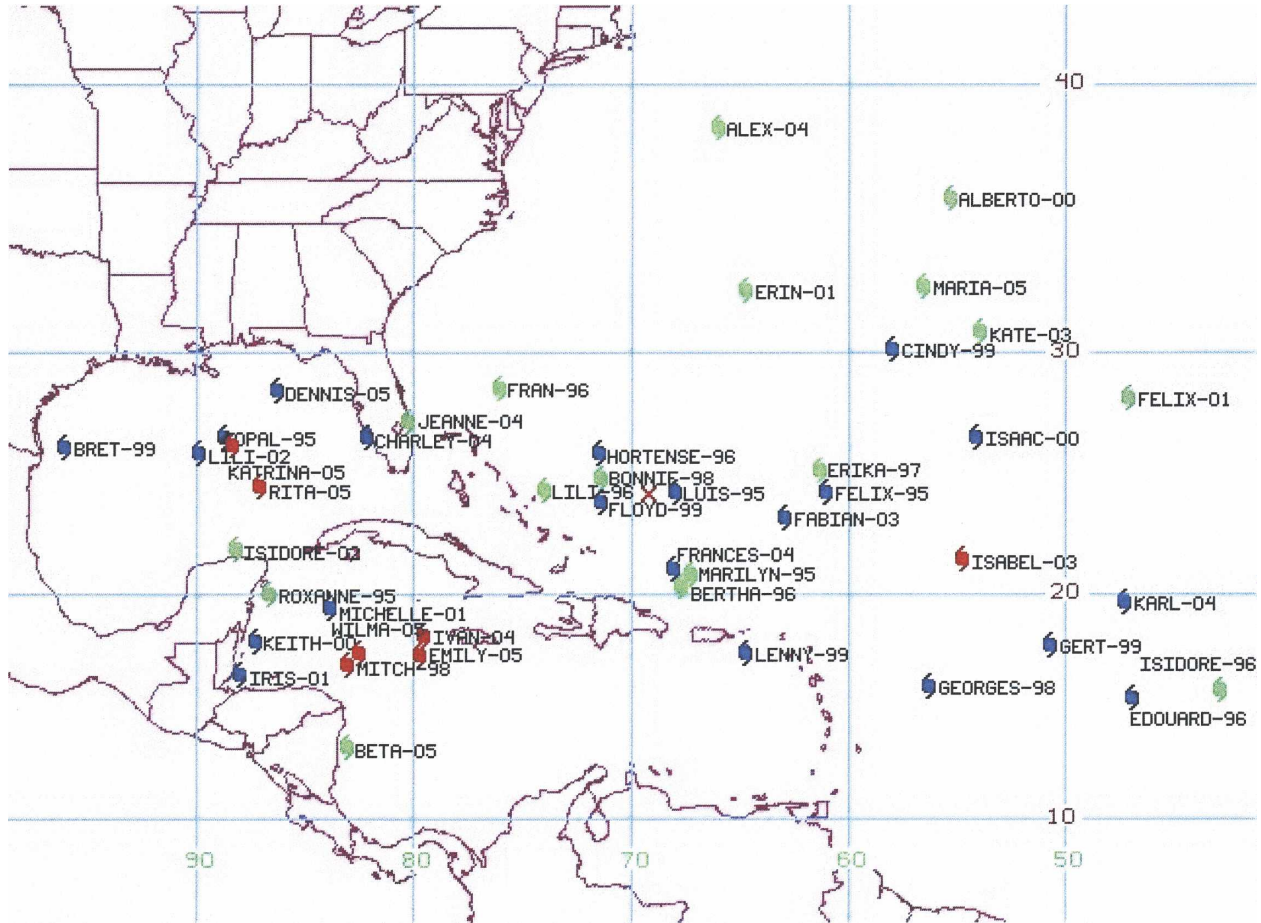 40
ALEX-04
ALBERTO-00
MARIA-05
ERIN-01
KATE-03
CINDY-99
30
DENNIS-05
FRAN-96
FELIX-01
JEANNE-04
OPAL-95
CHARLEY-04
ISAAC-00
BRET-99
LILI-02
HORTENSE-96
KATRINA-05
ERIKA-97
BONNIE-98
RITA-05
LILI-96
LUIS-95
FELIX-95
FLOYD-99
FABIAN-03
ISIDORE-02
FRANCES-04
ISABEL-03
MARILYN-95
ROXANNE-95
BERTHA-96
20
KARL-04
MICHELLE-01
WILMA-05
IVAN-04
KEITH-00
GERT-99
EMILY-05
LENNY-99
ISIDORE-96
MITCH-98
IRIS-01
GEORGES-98
EDOUARD-96
BETA-05
10
90
80
70
60
50